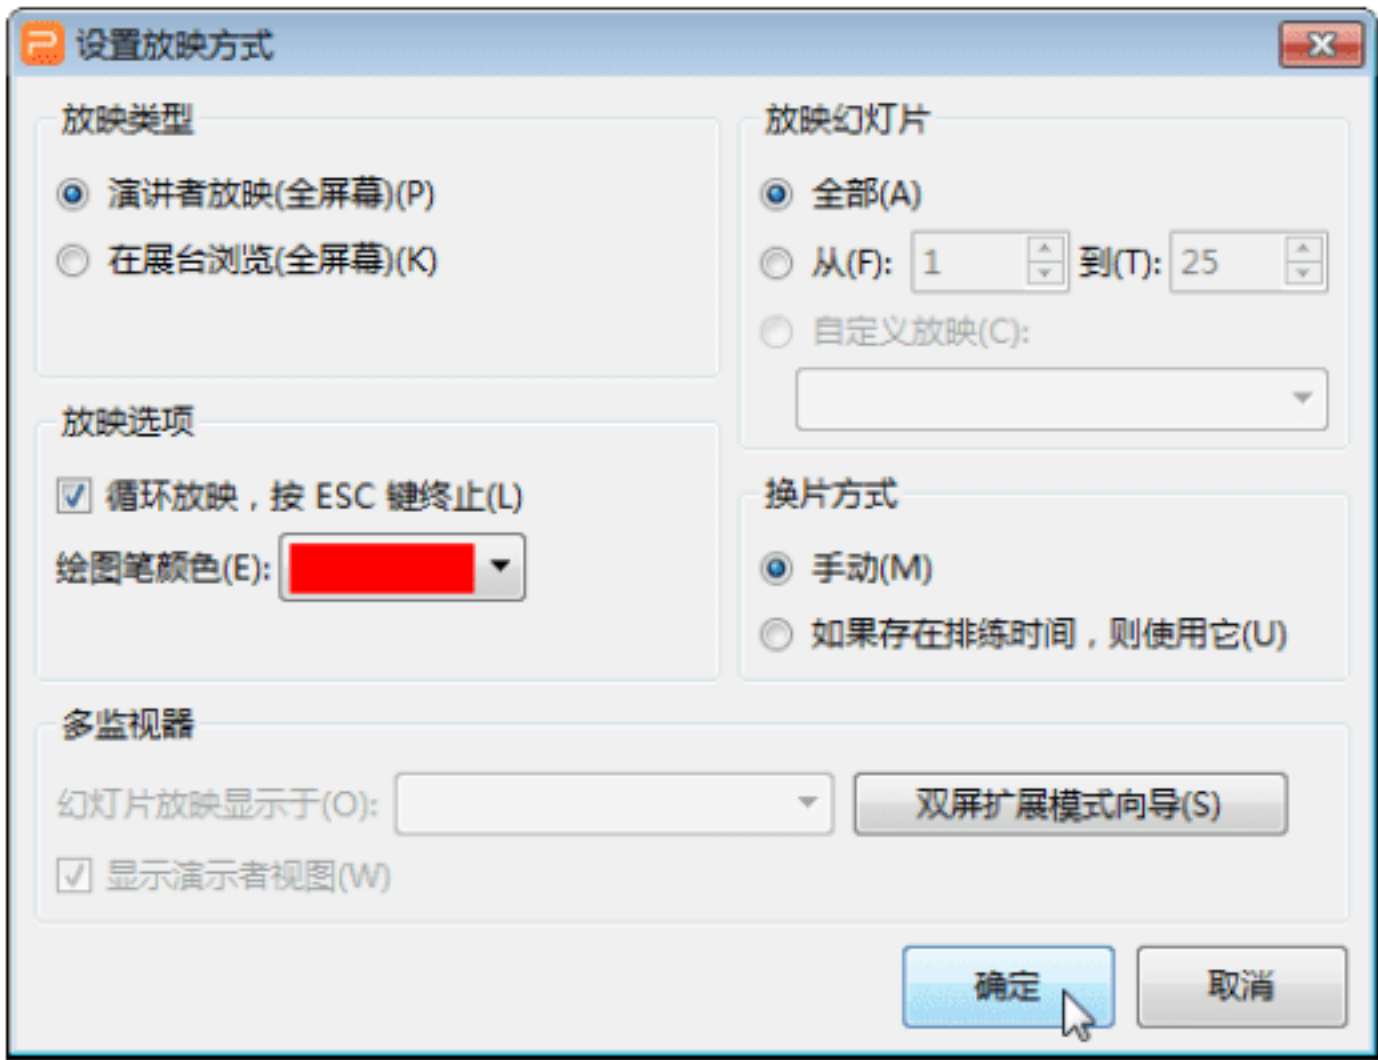 设置放映方式
放映类型
演讲者放映(全屏幕)(P)
在展台浏览(全屏幕)(K)
放映幻灯片
全部(A)
从(F): 1 到(T): 25
自定义放映(C):
放映选项
循环放映，按 ESC 键终止(L)
绘图笔颜色(E):
换片方式
手动(M)
如果存在排练时间，则使用它(U)
多监视器
幻灯片放映显示于(O):
双屏扩展模式向导(S)
显示演示者视图(W)
确定
取消